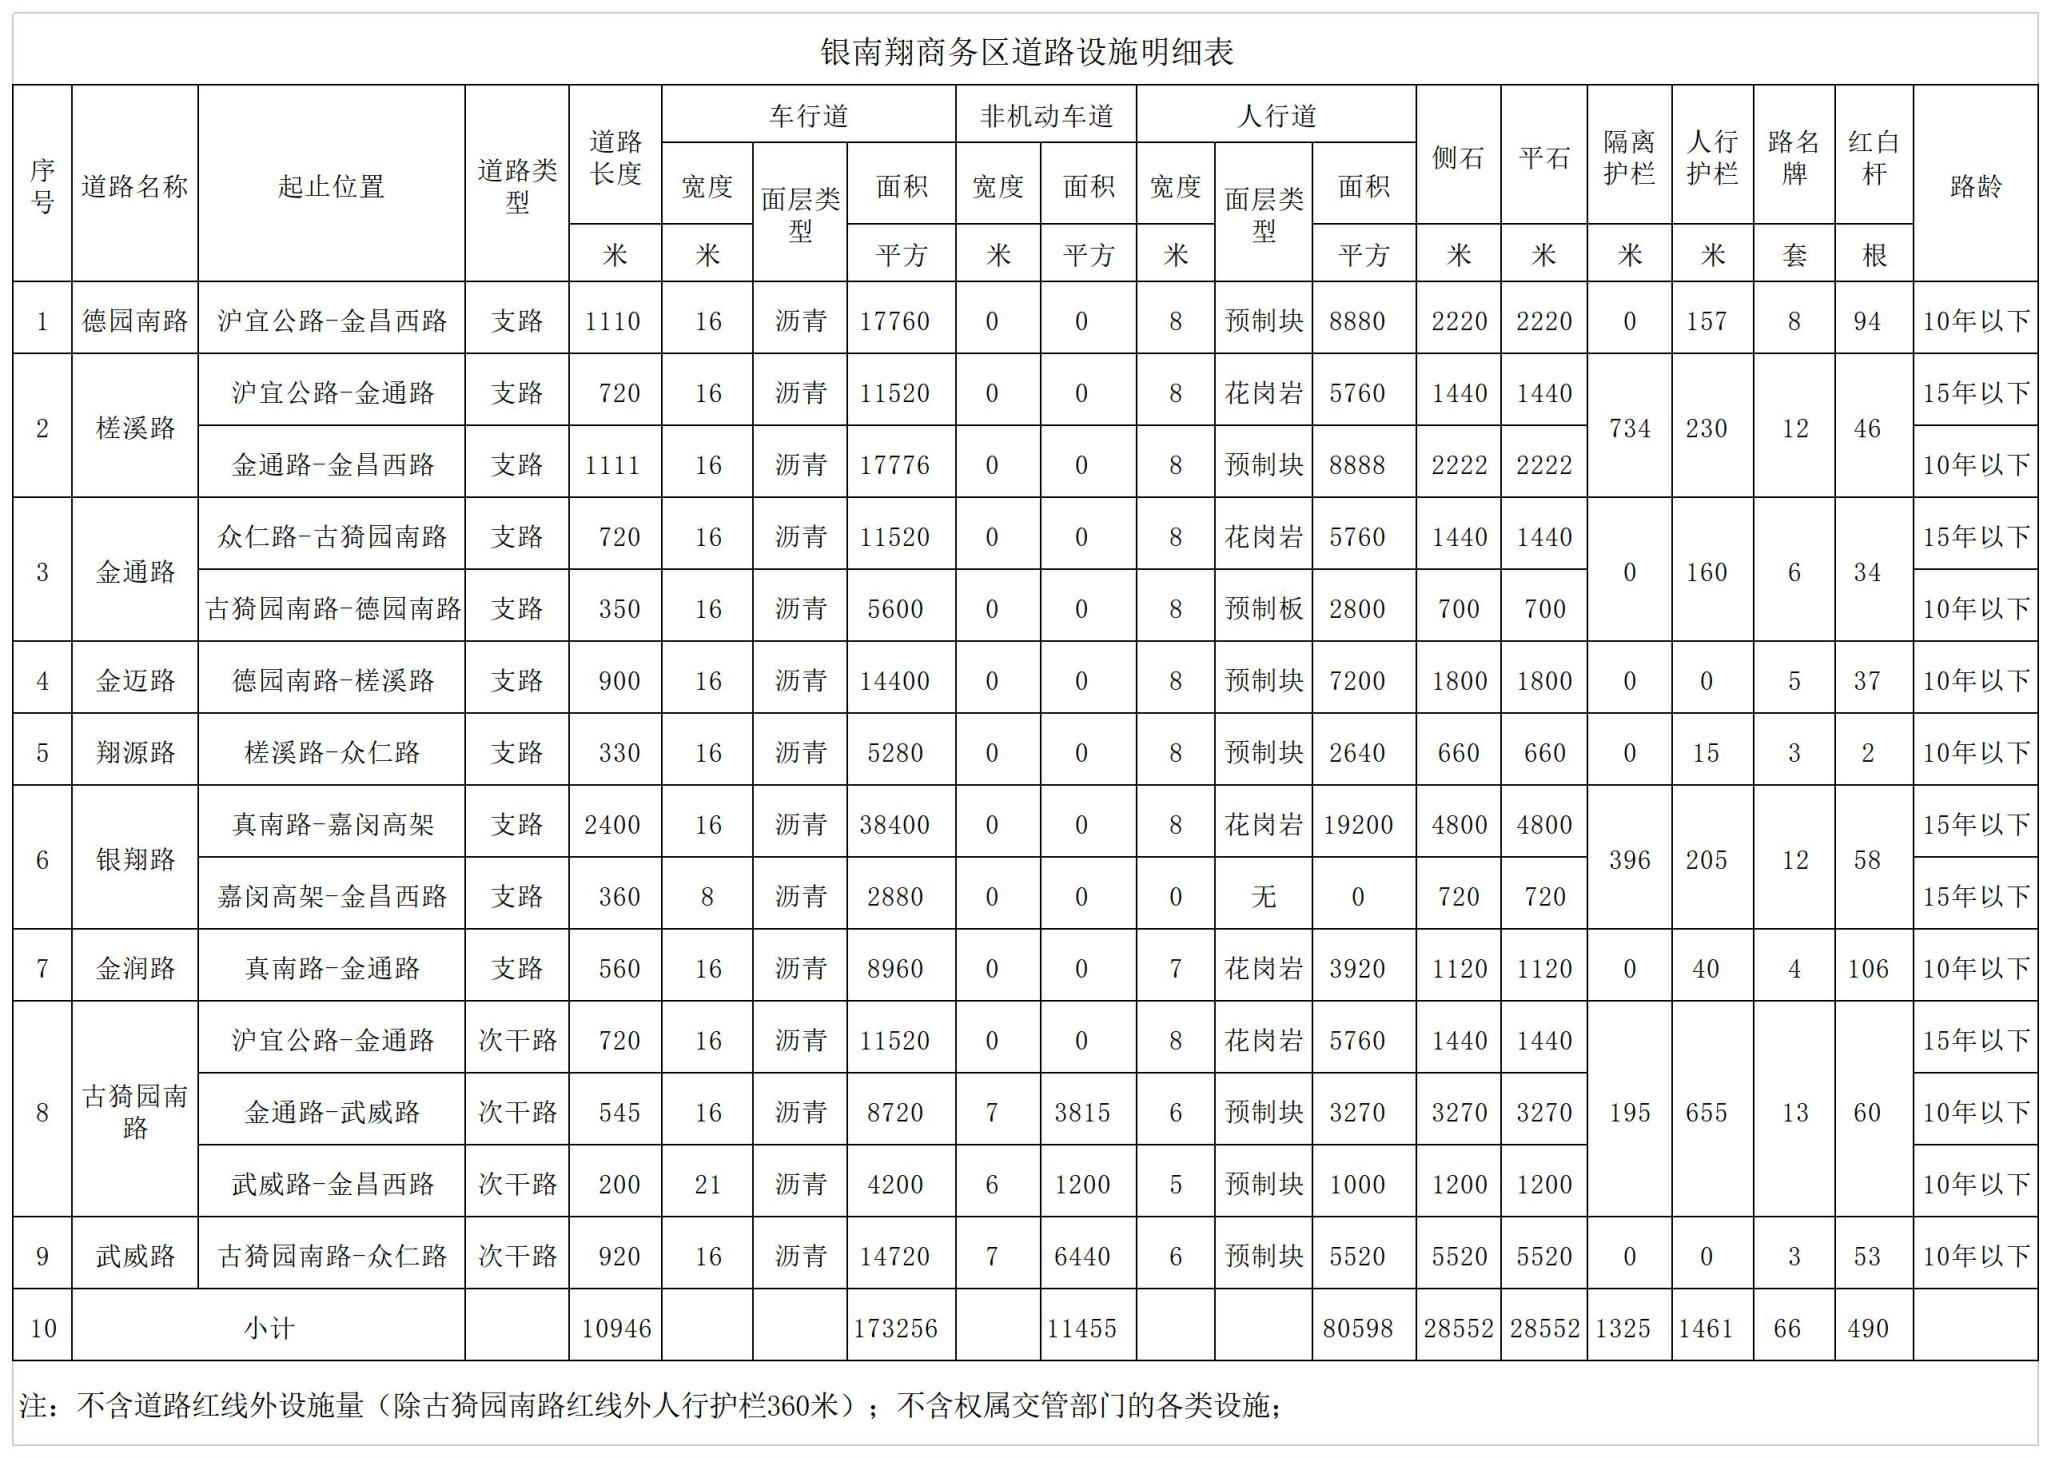 银南翔商务区道路设施明细表
序号 道路名称 起止位置 道路类型 道路长度 车行道 非机动车道 人行道 侧石 平石 隔离护栏 人行护栏 路名牌 红白杆 路龄
宽度 面层类型 面积 宽度 面积 宽度 面层类型 面积
米 米 平方 米 平方 米 平方 米 米 米 米 套 根
1 德园南路 沪宜公路-金昌西路 支路 1110 16 沥青 17760 0 0 8 预制块 8880 2220 2220 0 157 8 94 10年以下
2 槎溪路 沪宜公路-金通路 支路 720 16 沥青 11520 0 0 8 花岗岩 5760 1440 1440 734 230 12 46 15年以下
金通路-金昌西路 支路 1111 16 沥青 17776 0 0 8 预制块 8888 2222 2222 10年以下
3 金通路 众仁路-古猗园南路 支路 720 16 沥青 11520 0 0 8 花岗岩 5760 1440 1440 0 160 6 34 15年以下
古猗园南路-德园南路 支路 350 16 沥青 5600 0 0 8 预制板 2800 700 700 10年以下
4 金迈路 德园南路-槎溪路 支路 900 16 沥青 14400 0 0 8 预制块 7200 1800 1800 0 0 5 37 10年以下
5 翔源路 槎溪路-众仁路 支路 330 16 沥青 5280 0 0 8 预制块 2640 660 660 0 15 3 2 10年以下
6 银翔路 真南路-嘉闵高架 支路 2400 16 沥青 38400 0 0 8 花岗岩 19200 4800 4800 396 205 12 58 15年以下
嘉闵高架-金昌西路 支路 360 8 沥青 2880 0 0 0 无 0 720 720 15年以下
7 金润路 真南路-金通路 支路 560 16 沥青 8960 0 0 7 花岗岩 3920 1120 1120 0 40 4 106 10年以下
8 古猗园南路 沪宜公路-金通路 次干路 720 16 沥青 11520 0 0 8 花岗岩 5760 1440 1440 195 655 13 60 15年以下
金通路-武威路 次干路 545 16 沥青 8720 7 3815 6 预制块 3270 3270 3270 10年以下
武威路-金昌西路 次干路 200 21 沥青 4200 6 1200 5 预制块 1000 1200 1200 10年以下
9 武威路 古猗园南路-众仁路 次干路 920 16 沥青 14720 7 6440 6 预制块 5520 5520 5520 0 0 3 53 10年以下
10 小计 10946 173256 11455 80598 28552 28552 1325 1461 66 490
注：不含道路红线外设施量（除古猗园南路红线外人行护栏360米）；不含权属交管部门的各类设施；